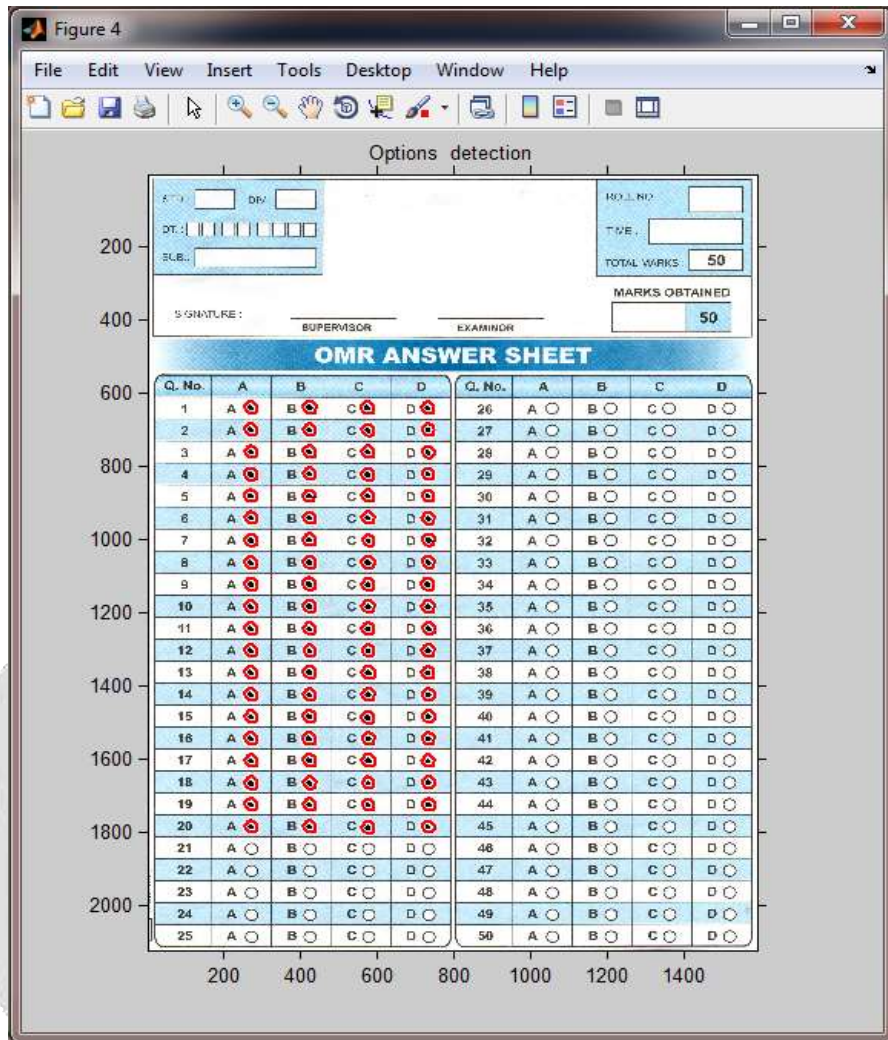 Figure 4
File Edit View Insert Tools Desktop Window Help
Options detection
DIV
ROLL NO
DT.:
TIME :
SUB.:
TOTAL MARKS 50
MARKS OBTAINED
SIGNATURE :
50
SUPERVISOR EXAMINOR
OMR ANSWER SHEET
Q. No. A B C D Q. No. A B C D
1 A B C D 26 A B C D
2 A B C D 27 A B C D
3 A B C D 28 A B C D
4 A B C D 29 A B C D
5 A B C D 30 A B C D
6 A B C D 31 A B C D
7 A B C D 32 A B C D
8 A B C D 33 A B C D
9 A B C D 34 A B C D
10 A B C D 35 A B C D
11 A B C D 36 A B C D
12 A B C D 37 A B C D
13 A B C D 38 A B C D
14 A B C D 39 A B C D
15 A B C D 40 A B C D
16 A B C D 41 A B C D
17 A B C D 42 A B C D
18 A B C D 43 A B C D
19 A B C D 44 A B C D
20 A B C D 45 A B C D
21 A B C D 46 A B C D
22 A B C D 47 A B C D
23 A B C D 48 A B C D
24 A B C D 49 A B C D
25 A B C D 50 A B C D
200
400
600
800
1000
1200
1400
1600
1800
2000
200 400 600 800 1000 1200 1400